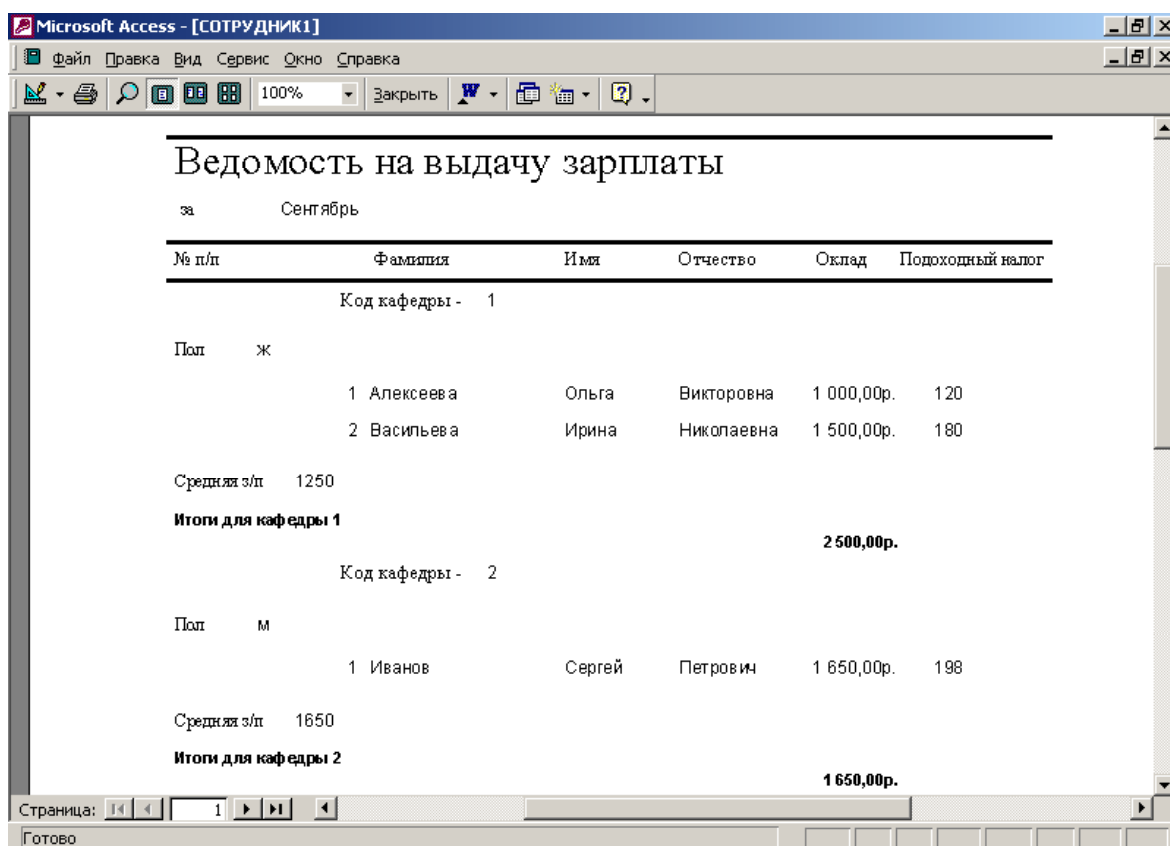 Microsoft Access - [СОТРУДНИК1]
Файл Правка Вид Сервис Окно Справка
100% Закрыть
Ведомость на выдачу зарплаты
за Сентябрь
№ п/п Фамилия Имя Отчество Оклад Подоходный налог
Код кафедры - 1
Пол ж
1 Алексеева Ольга Викторовна 1 000,00р. 120
2 Васильева Ирина Николаевна 1 500,00р. 180
Средняя з/п 1250
Итоги для кафедры 1
2 500,00р.
Код кафедры - 2
Пол м
1 Иванов Сергей Петрович 1 650,00р. 198
Средняя з/п 1650
Итоги для кафедры 2
1 650,00р.
Страница: 1
Готово